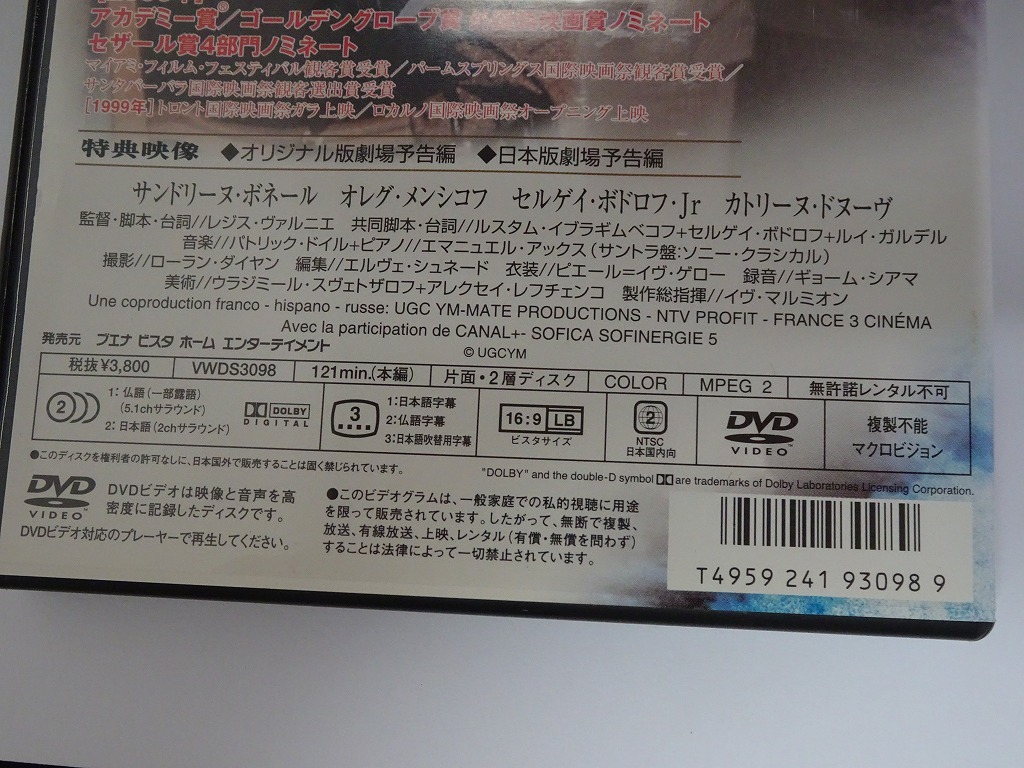 アカデミー賞®／ゴールデングローブ賞 映画賞ノミネート
セザール賞4部門ノミネート
マイアミ・フィルム・フェスティバル観客賞受賞／パームスプリングス国際映画祭観客賞受賞／
サンタバーバラ国際映画祭観客選出賞受賞
[1999年]トロント国際映画祭ガラ上映／ロカルノ国際映画祭オープニング上映
特典映像 ◆オリジナル版劇場予告編 ◆日本版劇場予告編
サンドリーヌ・ボネール オレグ・メンシコフ セルゲイ・ボドロフ・Jr カトリーヌ・ドヌーヴ
監督・脚本・台詞//レジス・ヴァルニエ 共同脚本・台詞//ルスタム・イブラギムベコフ+セルゲイ・ボドロフ+ルイ・ガルデル
音楽//パトリック・ドイル+ピアノ//エマニュエル・アックス(サントラ盤:ソニー・クラシカル)
撮影//ローラン・ダイヤン 編集//エルヴェ・シュネード 衣装//ピエール=イヴ・ゲロー 録音//ギョーム・シアマ
美術//ウラジミール・スヴェトザロフ+アレクセイ・レフチェンコ 製作総指揮//イヴ・マルミオン
Une coproduction franco - hispano - russe: UGC YM-MATE PRODUCTIONS - NTV PROFIT - FRANCE 3 CINÉMA
Avec la participation de CANAL+- SOFICA SOFINERGIE 5
発売元 ブエナ ビスタ ホーム エンターテイメント
© UGCYM
税抜¥3,800 VWDS3098 121min.(本編) 片面・2層ディスク COLOR MPEG 2 無許諾レンタル不可
2
1: 仏語(一部露語)
(5.1chサラウンド)
2: 日本語(2chサラウンド)
DOLBY
DIGITAL
3
1:日本語字幕
2:仏語字幕
3:日本語吹替用字幕
16:9 LB
ビスタサイズ
2
NTSC
日本国内向
DVD
VIDEO
複製不能
マクロビジョン
●このディスクを権利者の許可なしに、日本国外で販売することは固く禁じられています。
"DOLBY" and the double-D symbol are trademarks of Dolby Laboratories Licensing Corporation.
DVD
VIDEO
DVDビデオは映像と音声を高
密度に記録したディスクです。
DVDビデオ対応のプレーヤーで再生してください。
●このビデオグラムは、一般家庭での私的視聴に用途
を限って販売されています。したがって、無断で複製、
放送、有線放送、上映、レンタル(有償・無償を問わず)
することは法律によって一切禁止されています。
T4959 241 93098 9